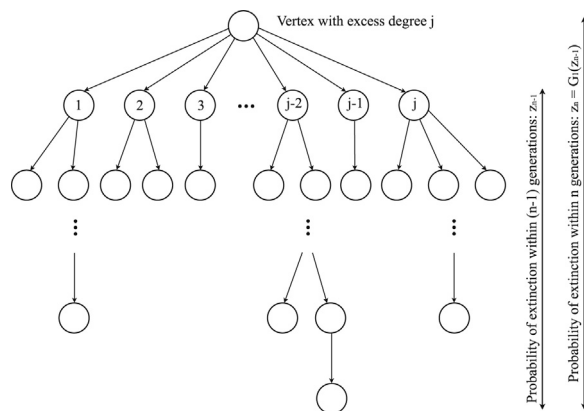 Vertex with excess degree j
1 2 3 ••• j-2 j-1 j
Probability of extinction within (n-1) generations: zn-1
Probability of extinction within n generations: zn = G1(zn-1)